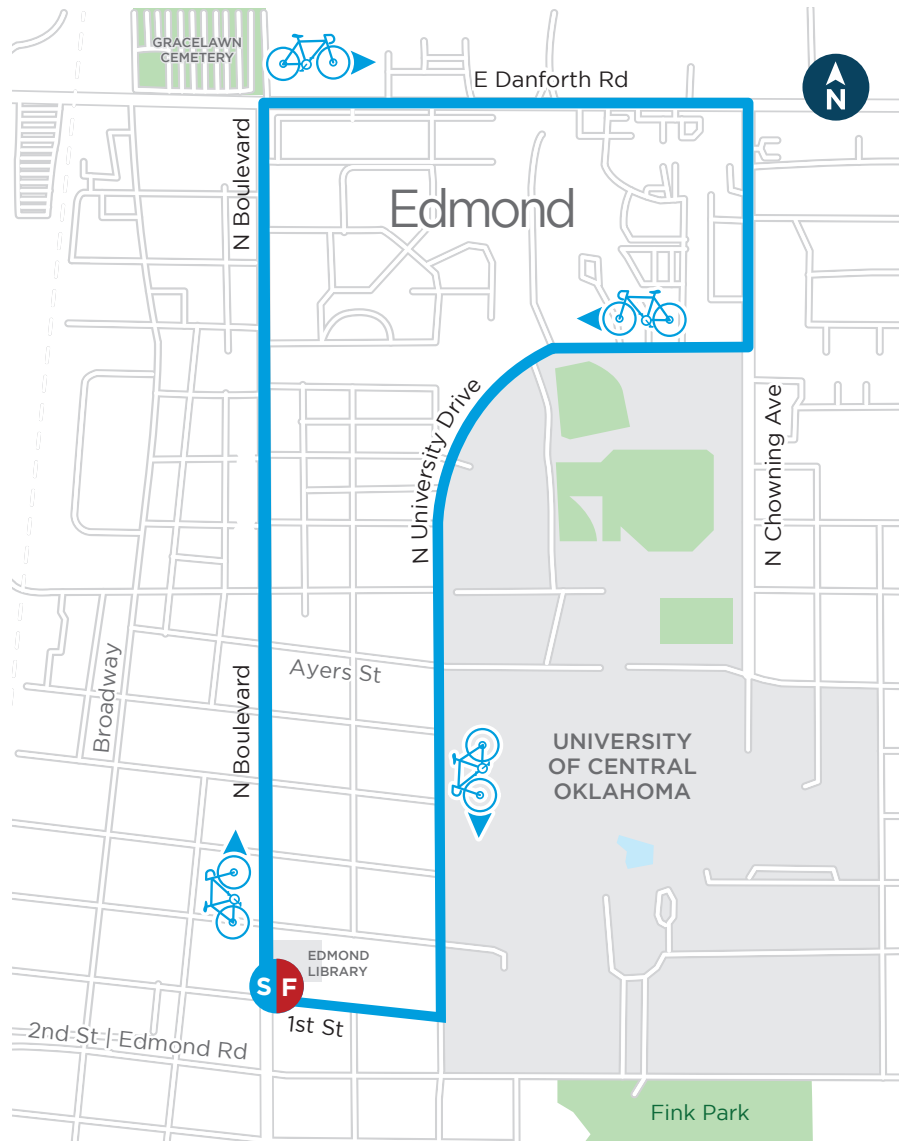 GRACELAWN
CEMETERY
E Danforth Rd
N
N Boulevard
Edmond
N University Drive
N Chowning Ave
Ayers St
Broadway
N Boulevard
UNIVERSITY
OF CENTRAL
OKLAHOMA
EDMOND
LIBRARY
S F
1st St
2nd St | Edmond Rd
Fink Park